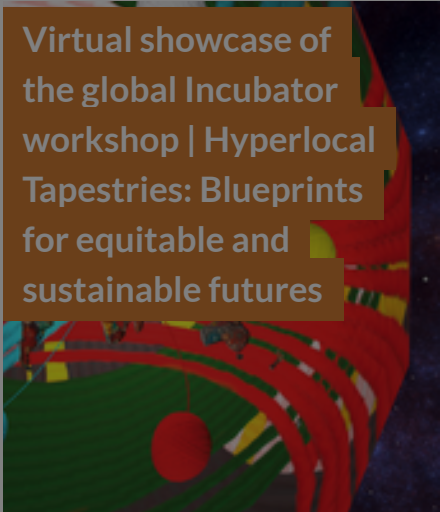 Virtual showcase of
the global Incubator
workshop | Hyperlocal
Tapestries: Blueprints
for equitable and
sustainable futures